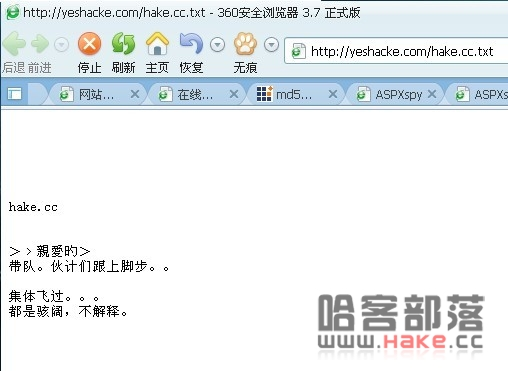 http://yeshacke.com/hake.cc.txt - 360安全浏览器 3.7 正式版
后退 前进 停止 刷新 主页 恢复 无痕 http://yeshacke.com/hake.cc.txt
网站... 在线... md5... ASPXspy ASPXs
hake.cc
＞﹥親愛旳＞
带队。伙计们跟上脚步。。
集体飞过。。。
都是骇阔，不解释。
哈客部落
www.HAKE.cc